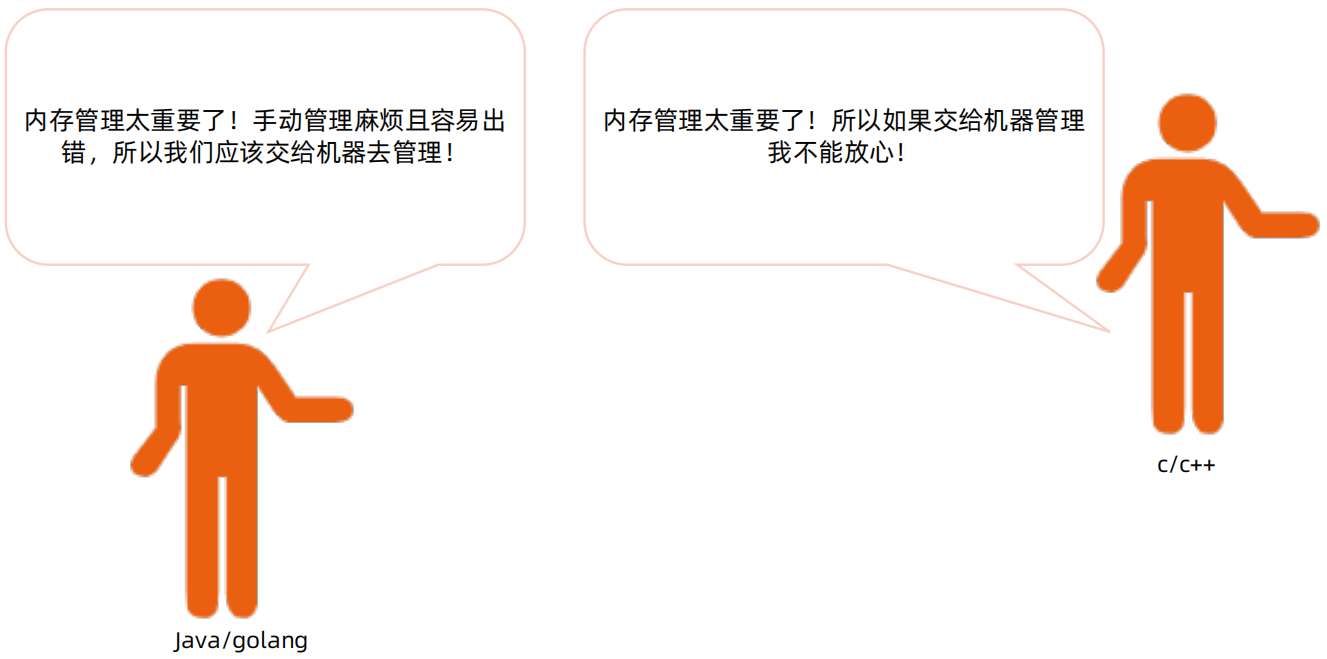 内存管理太重要了！手动管理麻烦且容易出
错，所以我们应该交给机器去管理！
内存管理太重要了！所以如果交给机器管理
我不能放心！
c/c++
Java/golang